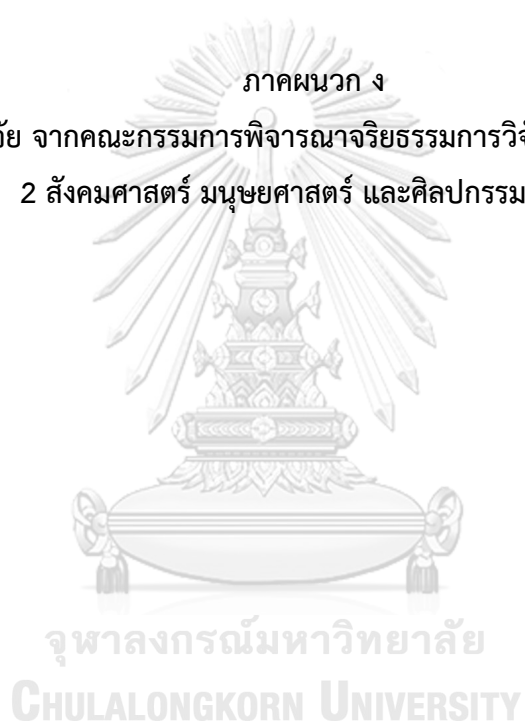 ภาคผนวก ง
จัย จากคณะกรรมการพิจารณาจริยธรรมการวิจั
2 สังคมศาสตร์ มนุษยศาสตร์ และศิลปกรรม
จุฬาลงกรณ์มหาวิทยาลัย
CHULALONGKORN UNIVERSITY